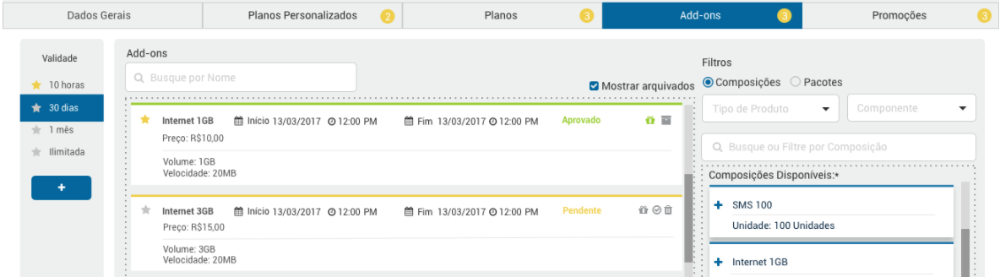 Dados Gerais
Planos Personalizados 2
Planos 3
Add-ons 3
Promoções 3
Validade
10 horas
30 dias
1 mês
Ilimitada
+
Add-ons
Busque por Nome
Mostrar arquivados
Internet 1GB Início 13/03/2017 12:00 PM Fim 13/03/2017 12:00 PM Aprovado
Preço: R$10,00
Volume: 1GB
Velocidade: 20MB
Internet 3GB Início 13/03/2017 12:00 PM Fim 13/03/2017 12:00 PM Pendente
Preço: R$15,00
Volume: 3GB
Velocidade: 20MB
Filtros
Composições Pacotes
Tipo de Produto Componente
Busque ou Filtre por Composição
Composições Disponíveis:*
+ SMS 100
Unidade: 100 Unidades
+ Internet 1GB